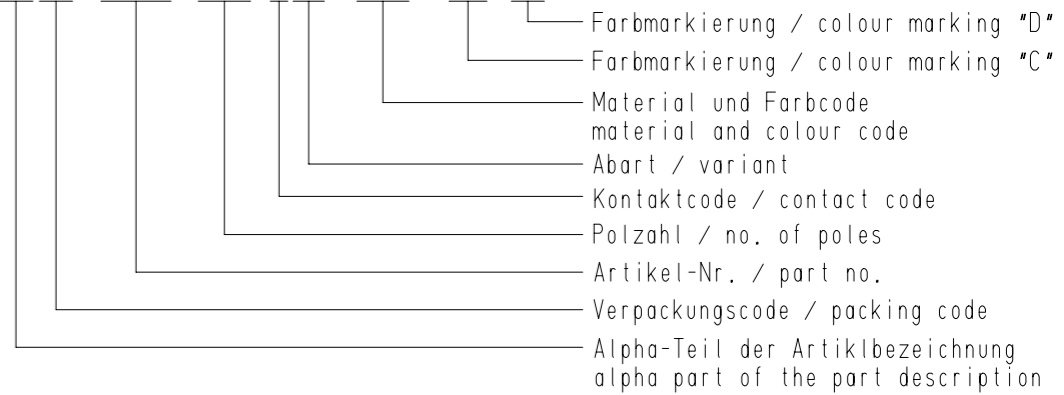 Farbmarkierung / colour marking "D"
Farbmarkierung / colour marking "C"
Material und Farbcode
material and colour code
Abart / variant
Kontaktcode / contact code
Polzahl / no. of poles
Artikel-Nr. / part no.
Verpackungscode / packing code
Alpha-Teil der Artiklbezeichnung
alpha part of the part description